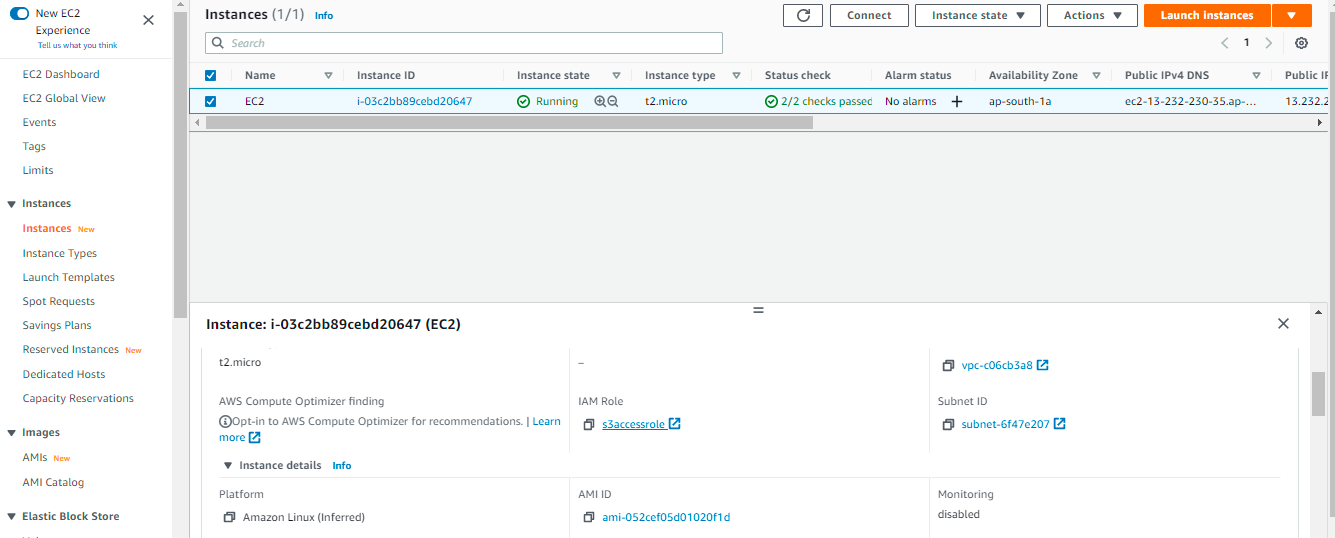 New EC2
Experience
Tell us what you think
EC2 Dashboard
EC2 Global View
Events
Tags
Limits
Instances
Instances New
Instance Types
Launch Templates
Spot Requests
Savings Plans
Reserved Instances New
Dedicated Hosts
Capacity Reservations
Images
AMIs New
AMI Catalog
Elastic Block Store
Instances (1/1) Info
Connect
Instance state
Actions
Launch instances
Search
1
Name Instance ID Instance state Instance type Status check Alarm status Availability Zone Public IPv4 DNS Public IP
EC2 i-03c2bb89cebd20647 Running t2.micro 2/2 checks passed No alarms + ap-south-1a ec2-13-232-230-35.ap-... 13.232.2
Instance: i-03c2bb89cebd20647 (EC2)
t2.micro – vpc-c06cb3a8
AWS Compute Optimizer finding IAM Role Subnet ID
Opt-in to AWS Compute Optimizer for recommendations. | Learn
more
s3accessrole subnet-6f47e207
Instance details Info
Platform AMI ID Monitoring
Amazon Linux (Inferred) ami-052cef05d01020f1d disabled